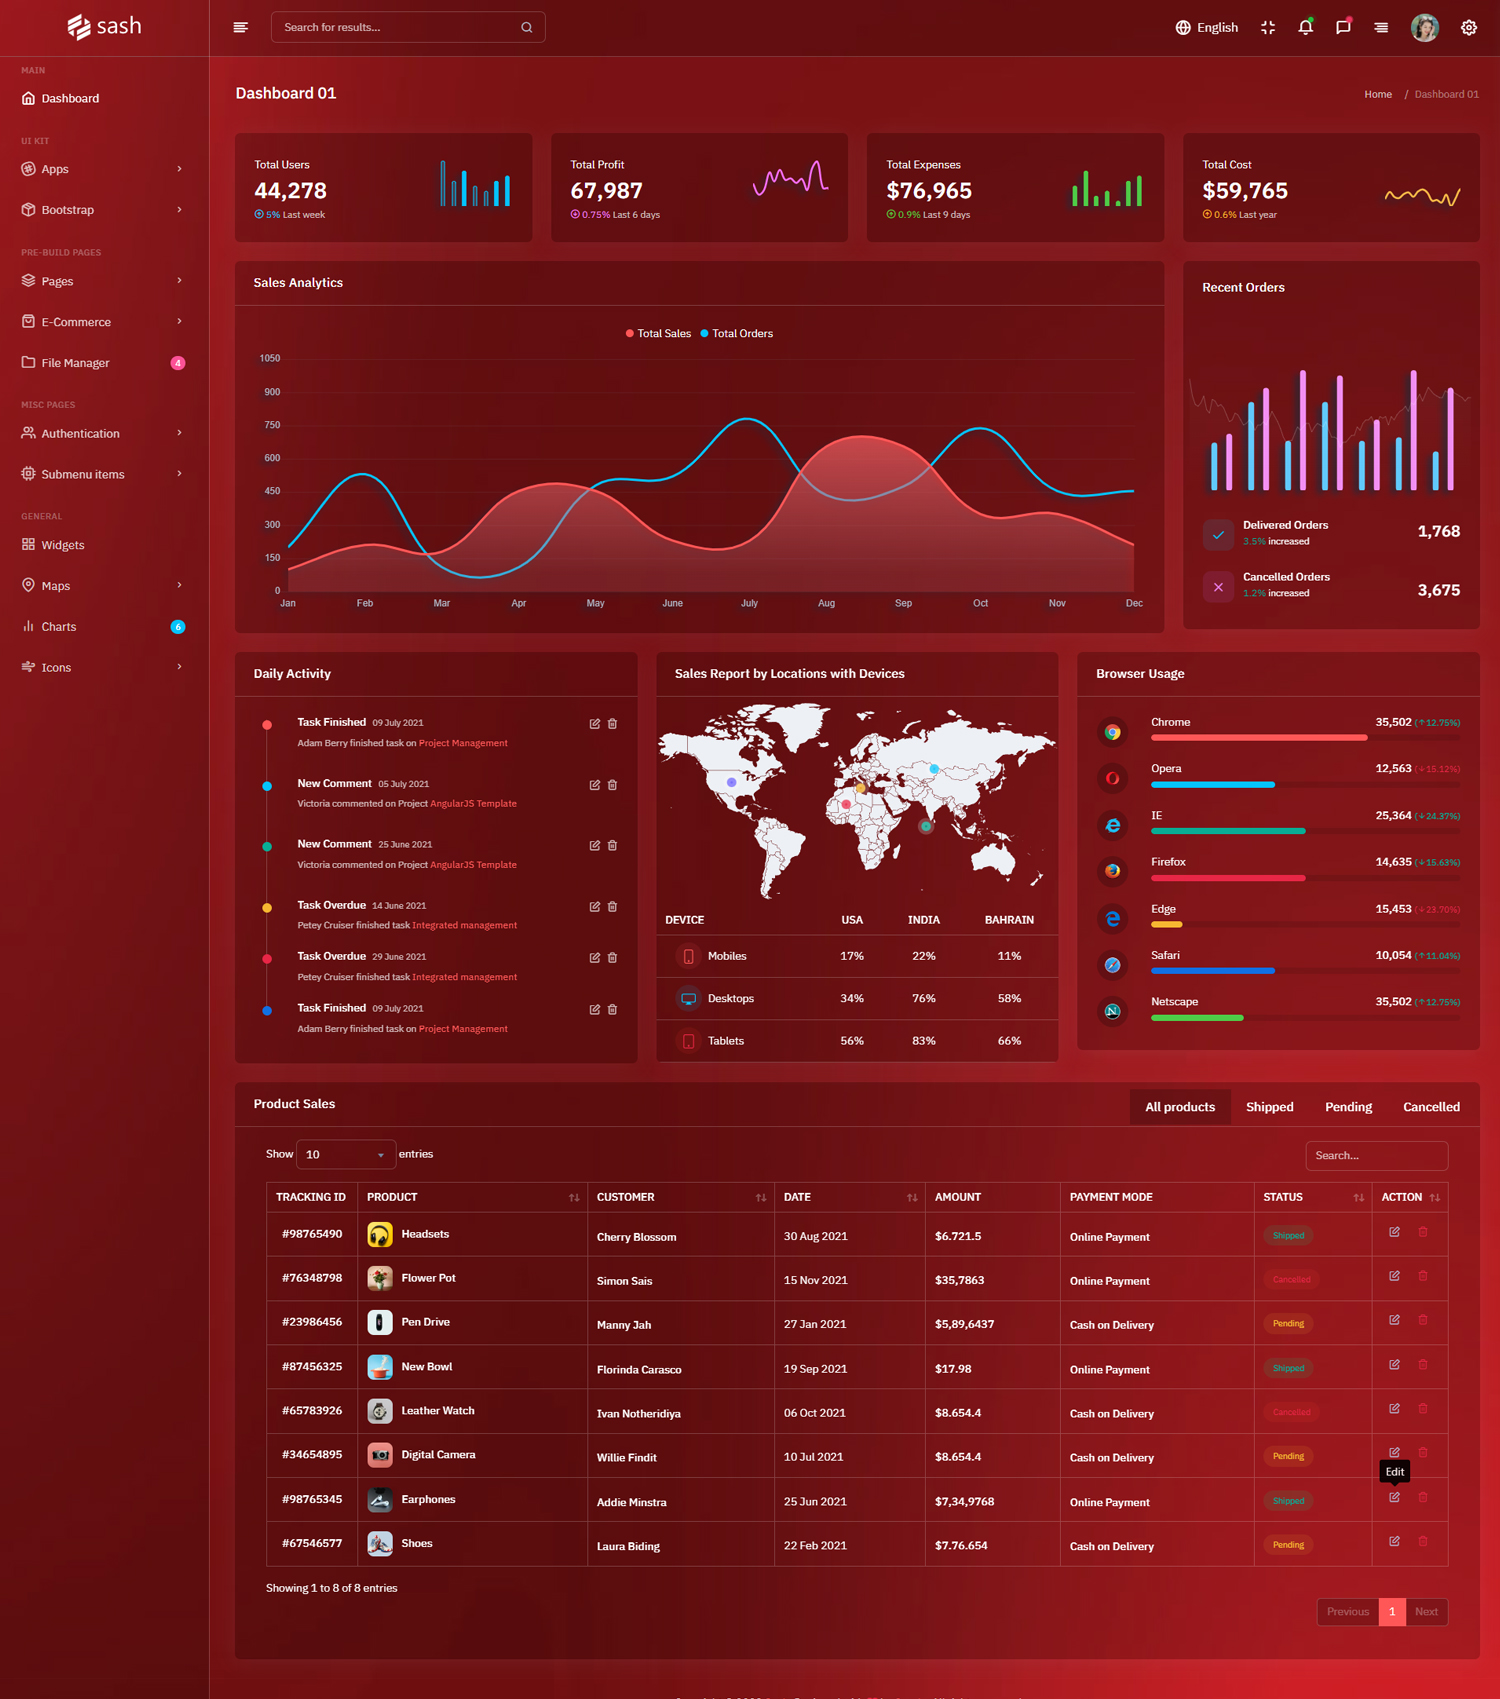 sash
Search for results...
English
MAIN
Dashboard
UI KIT
Apps
Bootstrap
PRE-BUILD PAGES
Pages
E-Commerce
File Manager 4
MISC PAGES
Authentication
Submenu items
GENERAL
Widgets
Maps
Charts 6
Icons
Dashboard 01
Home / Dashboard 01
Total Users
44,278
5% Last week
Total Profit
67,987
0.75% Last 6 days
Total Expenses
$76,965
0.9% Last 9 days
Total Cost
$59,765
0.6% Last year
Sales Analytics
Total Sales Total Orders
1050
900
750
600
450
300
150
0
Jan Feb Mar Apr May June July Aug Sep Oct Nov Dec
Recent Orders
Delivered Orders
3.5% increased
1,768
Cancelled Orders
1.2% increased
3,675
Daily Activity
Task Finished 09 July 2021
Adam Berry finished task on Project Management
New Comment 05 July 2021
Victoria commented on Project AngularJS Template
New Comment 25 June 2021
Victoria commented on Project AngularJS Template
Task Overdue 14 June 2021
Petey Cruiser finished task Integrated management
Task Overdue 29 June 2021
Petey Cruiser finished task Integrated management
Task Finished 09 July 2021
Adam Berry finished task on Project Management
Sales Report by Locations with Devices
DEVICE USA INDIA BAHRAIN
Mobiles 17% 22% 11%
Desktops 34% 76% 58%
Tablets 56% 83% 66%
Browser Usage
Chrome 35,502 (↑12.75%)
Opera 12,563 (↓15.12%)
IE 25,364 (↓24.37%)
Firefox 14,635 (↓15.63%)
Edge 15,453 (↓23.70%)
Safari 10,054 (↑11.04%)
Netscape 35,502 (↑12.75%)
Product Sales
All products Shipped Pending Cancelled
Show 10 entries
Search...
TRACKING ID PRODUCT CUSTOMER DATE AMOUNT PAYMENT MODE STATUS ACTION
#98765490 Headsets Cherry Blossom 30 Aug 2021 $6.721.5 Online Payment Shipped
#76348798 Flower Pot Simon Sais 15 Nov 2021 $35,7863 Online Payment Cancelled
#23986456 Pen Drive Manny Jah 27 Jan 2021 $5,89,6437 Cash on Delivery Pending
#87456325 New Bowl Florinda Carasco 19 Sep 2021 $17.98 Online Payment Shipped
#65783926 Leather Watch Ivan Notheridiya 06 Oct 2021 $8.654.4 Cash on Delivery Cancelled
#34654895 Digital Camera Willie Findit 10 Jul 2021 $8.654.4 Cash on Delivery Pending
Edit
#98765345 Earphones Addie Minstra 25 Jun 2021 $7,34,9768 Online Payment Shipped
#67546577 Shoes Laura Biding 22 Feb 2021 $7.76.654 Cash on Delivery Pending
Showing 1 to 8 of 8 entries
Previous 1 Next